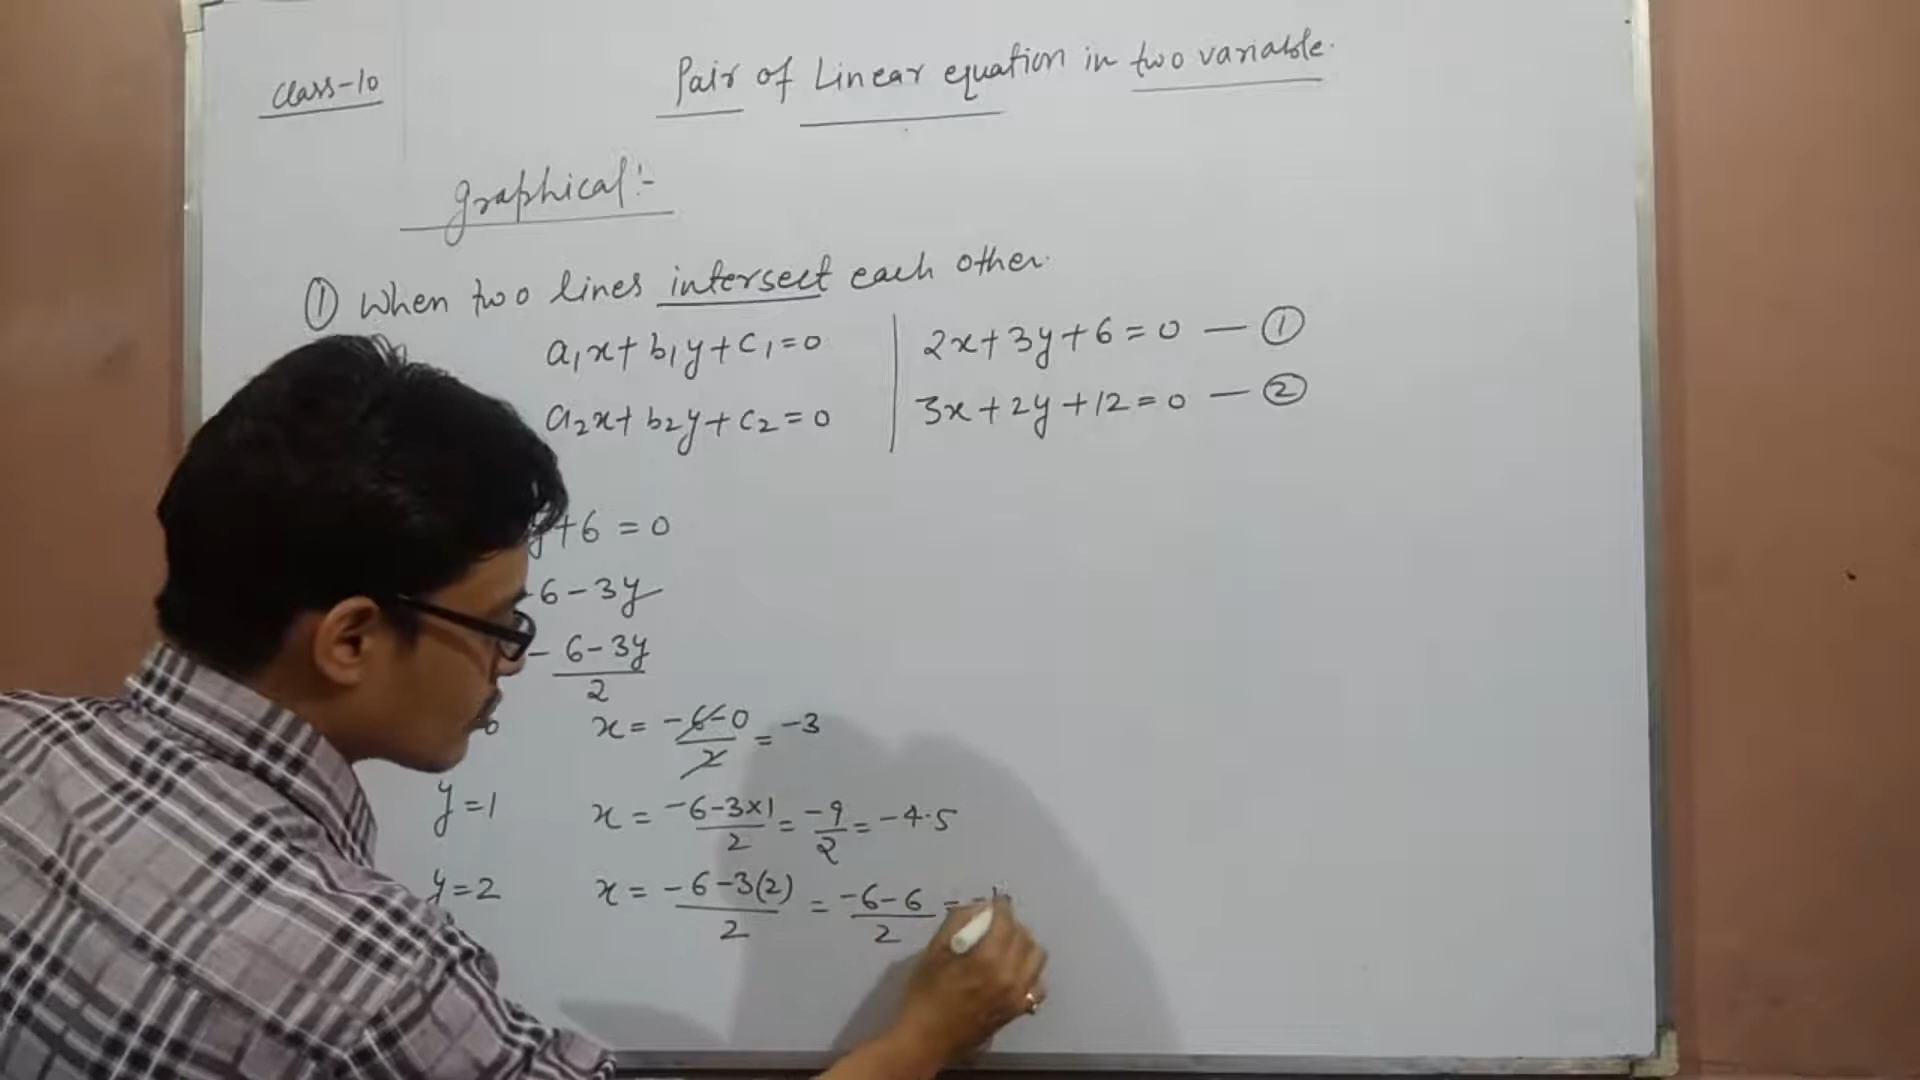 Class-10
Pair of Linear equation in two variable.
Graphical:-
① When two lines intersect each other.
a₁x+b₁y+c₁=0
2x+3y+6=0 — ①
a₂x+b₂y+c₂=0
3x+2y+12=0 — ②
y+6=0
-6-3y
-6-3y/2
x = -6-0/2 = -3
y=1 x = -6-3×1/2 = -9/2 = -4.5
y=2 x = -6-3(2)/2 = -6-6/2 =